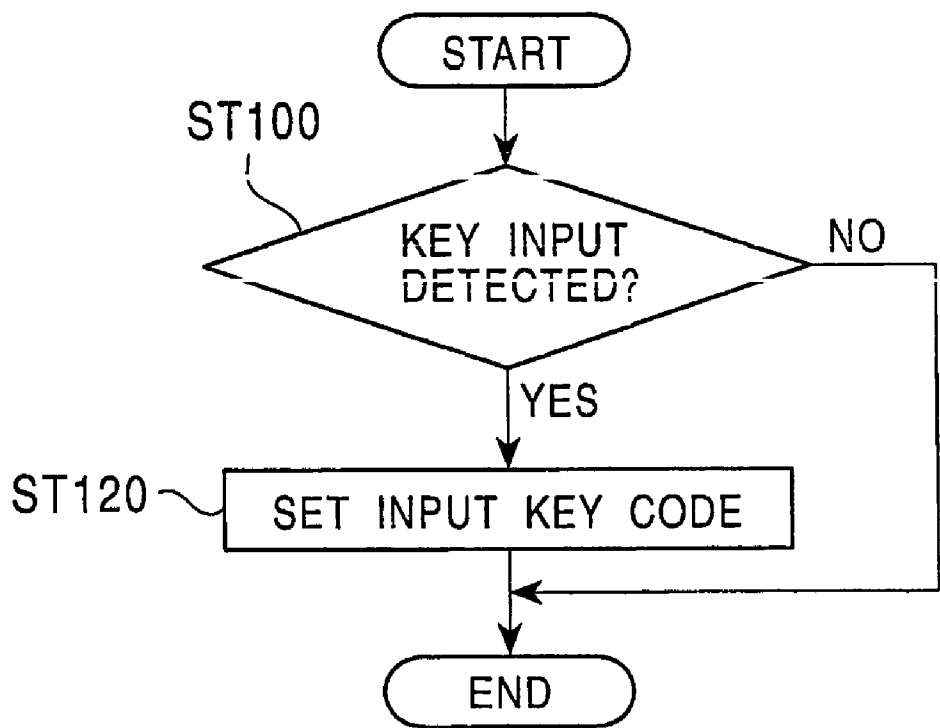 START
ST100
KEY INPUT
DETECTED?
NO
YES
ST120
SET INPUT KEY CODE
END